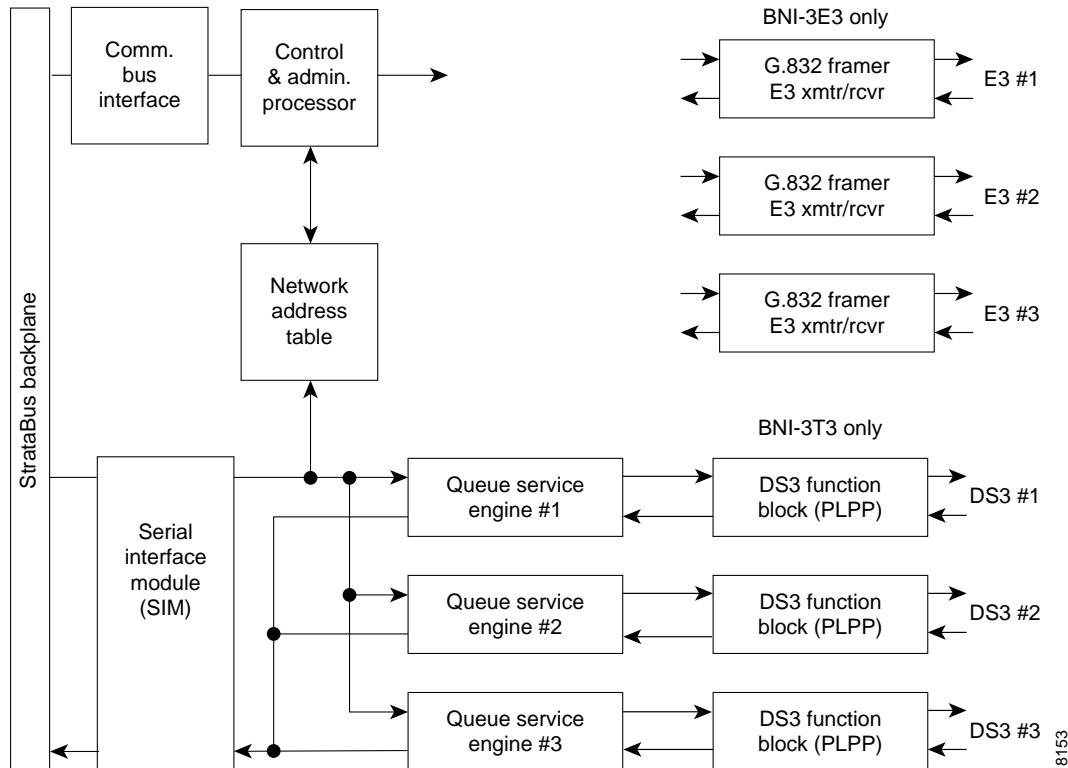 BNI-3E3 only
Comm.
bus
interface
Control
& admin.
processor
G.832 framer
E3 xmtr/rcvr
E3 #1
G.832 framer
E3 xmtr/rcvr
E3 #2
Network
address
table
G.832 framer
E3 xmtr/rcvr
E3 #3
StrataBus backplane
BNI-3T3 only
Serial
interface
module
(SIM)
Queue service
engine #1
DS3 function
block (PLPP)
DS3 #1
Queue service
engine #2
DS3 function
block (PLPP)
DS3 #2
Queue service
engine #3
DS3 function
block (PLPP)
DS3 #3
8153